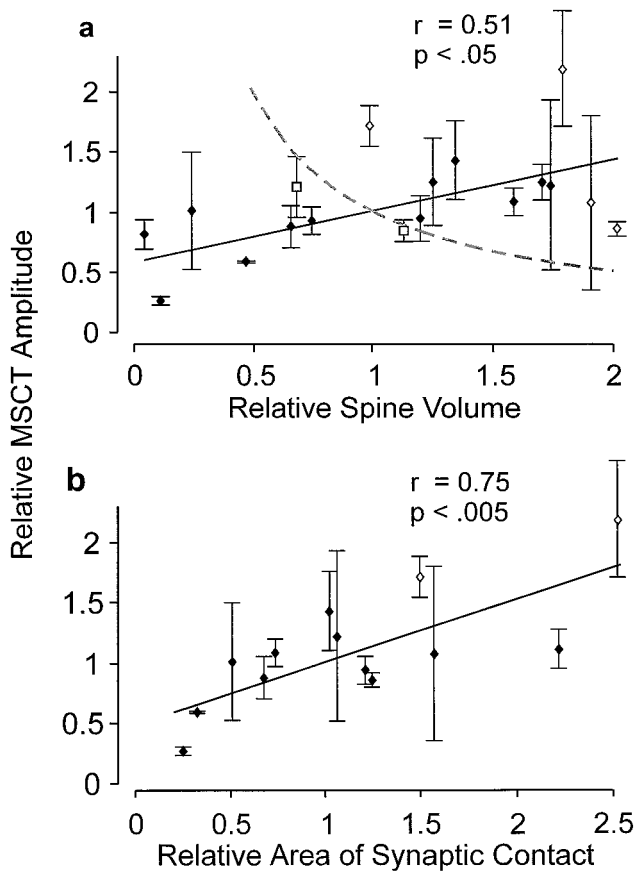 a
r = 0.51
p < .05
2
1.5
1
0.5
0
0 0.5 1 1.5 2
Relative Spine Volume
Relative MSCT Amplitude
b
r = 0.75
p < .005
2
1.5
1
0.5
0
0 0.5 1 1.5 2 2.5
Relative Area of Synaptic Contact